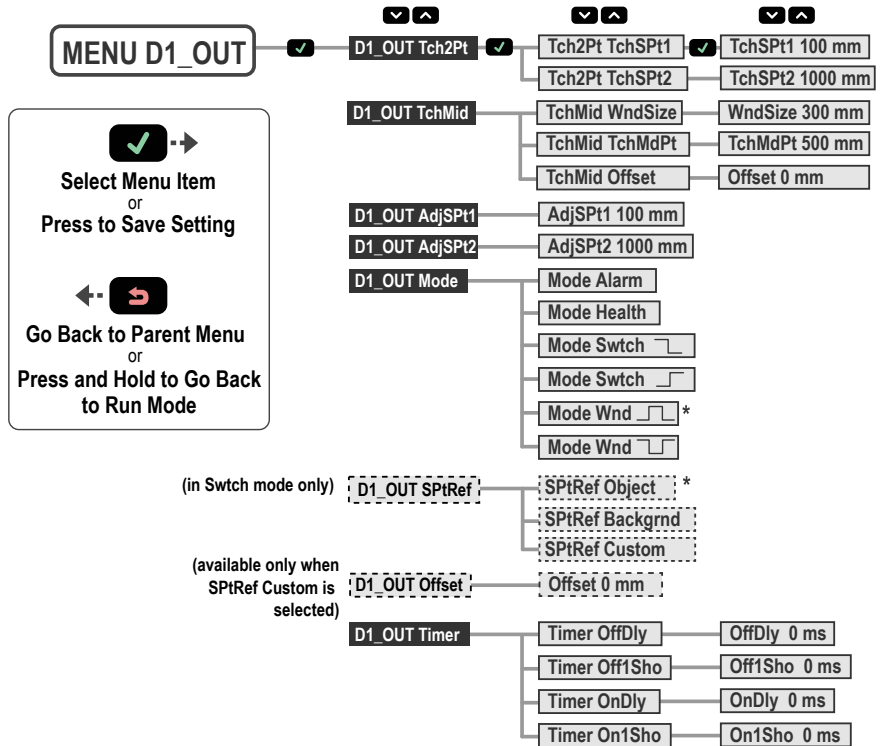 MENU D1_OUT
D1_OUT Tch2Pt
Tch2Pt TchSPt1
TchSPt1 100 mm
Tch2Pt TchSPt2
TchSPt2 1000 mm
D1_OUT TchMid
TchMid WndSize
WndSize 300 mm
TchMid TchMdPt
TchMdPt 500 mm
TchMid Offset
Offset 0 mm
Select Menu Item
or
Press to Save Setting
Go Back to Parent Menu
or
Press and Hold to Go Back
to Run Mode
D1_OUT AdjSPt1
AdjSPt1 100 mm
D1_OUT AdjSPt2
AdjSPt2 1000 mm
D1_OUT Mode
Mode Alarm
Mode Health
Mode Swtch
Mode Swtch
Mode Wnd *
Mode Wnd
(in Swtch mode only)
D1_OUT SPtRef
SPtRef Object *
SPtRef Backgrnd
SPtRef Custom
(available only when
SPtRef Custom is
selected)
D1_OUT Offset
Offset 0 mm
D1_OUT Timer
Timer OffDly
OffDly 0 ms
Timer Off1Sho
Off1Sho 0 ms
Timer OnDly
OnDly 0 ms
Timer On1Sho
On1Sho 0 ms